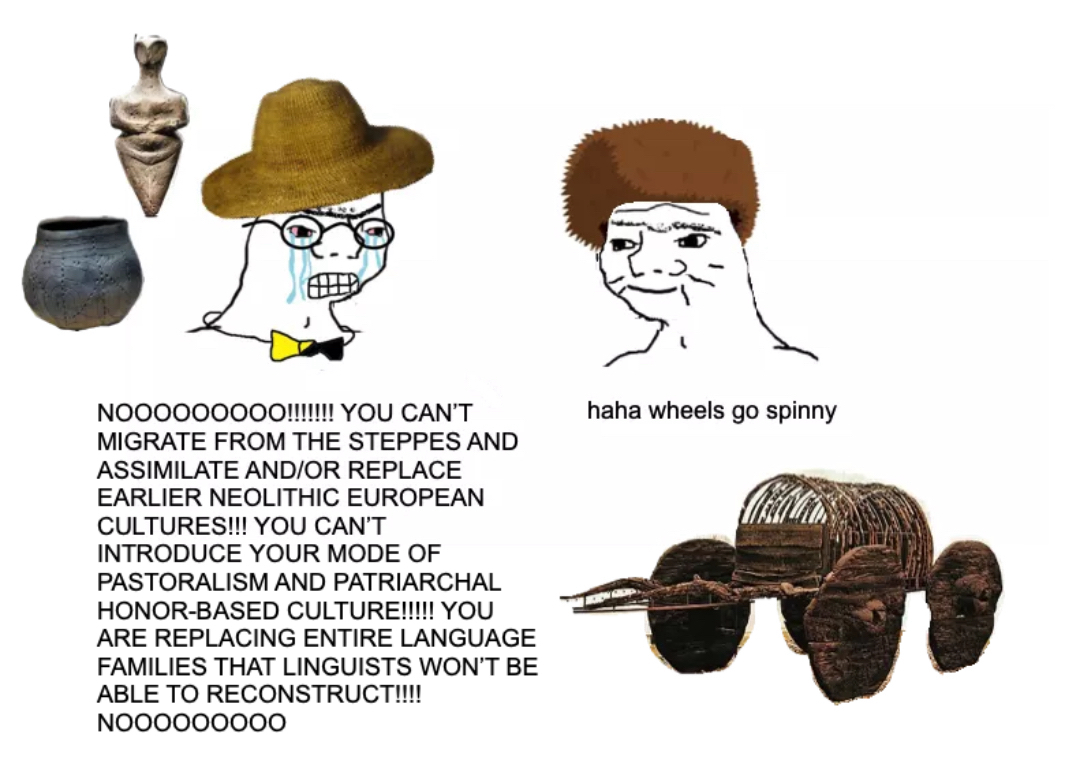 NOOOOOOOOO!!!!!!! YOU CAN'T
MIGRATE FROM THE STEPPES AND
ASSIMILATE AND/OR REPLACE
EARLIER NEOLITHIC EUROPEAN
CULTURES!!! YOU CAN'T
INTRODUCE YOUR MODE OF
PASTORALISM AND PATRIARCHAL
HONOR-BASED CULTURE!!!!! YOU
ARE REPLACING ENTIRE LANGUAGE
FAMILIES THAT LINGUISTS WON'T BE
ABLE TO RECONSTRUCT!!!!
NOOOOOOOOO
haha wheels go spinny